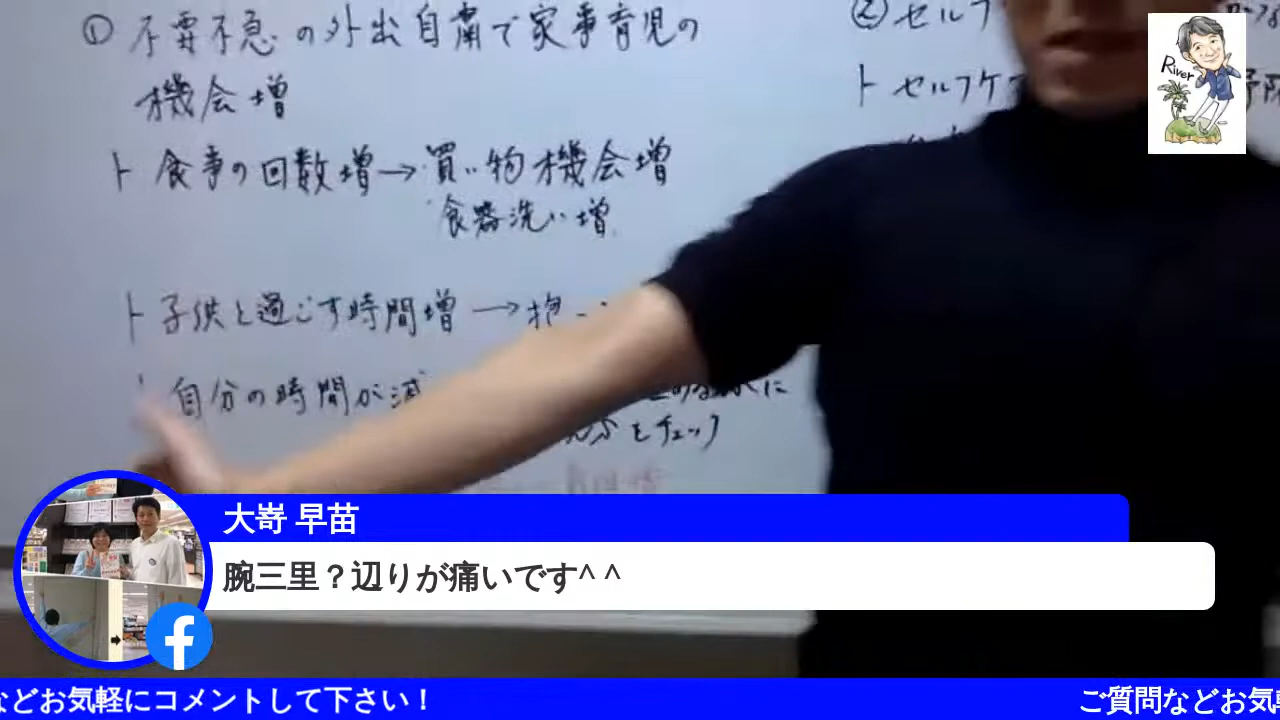 ① 不要不急の外出自粛で家事育児の
機会増
ト 食事の回数増→買い物機会増
食器洗い増
ト 子供と過ごす時間増→抱っ
自分の時間が減
をチェック
② セルフ
ト セルフケア
River
大嵜 早苗
腕三里？辺りが痛いです^ ^
などお気軽にコメントして下さい！
ご質問などお気軽